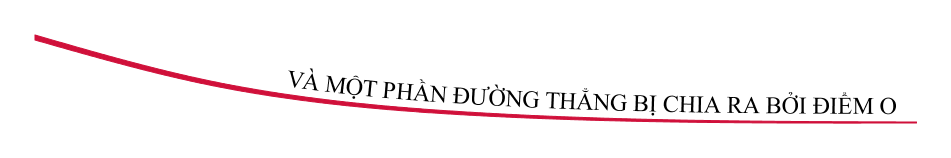 VÀ MỘT PHẦN ĐƯỜNG THẲNG BỊ CHIA RA BỞI ĐIỂM O